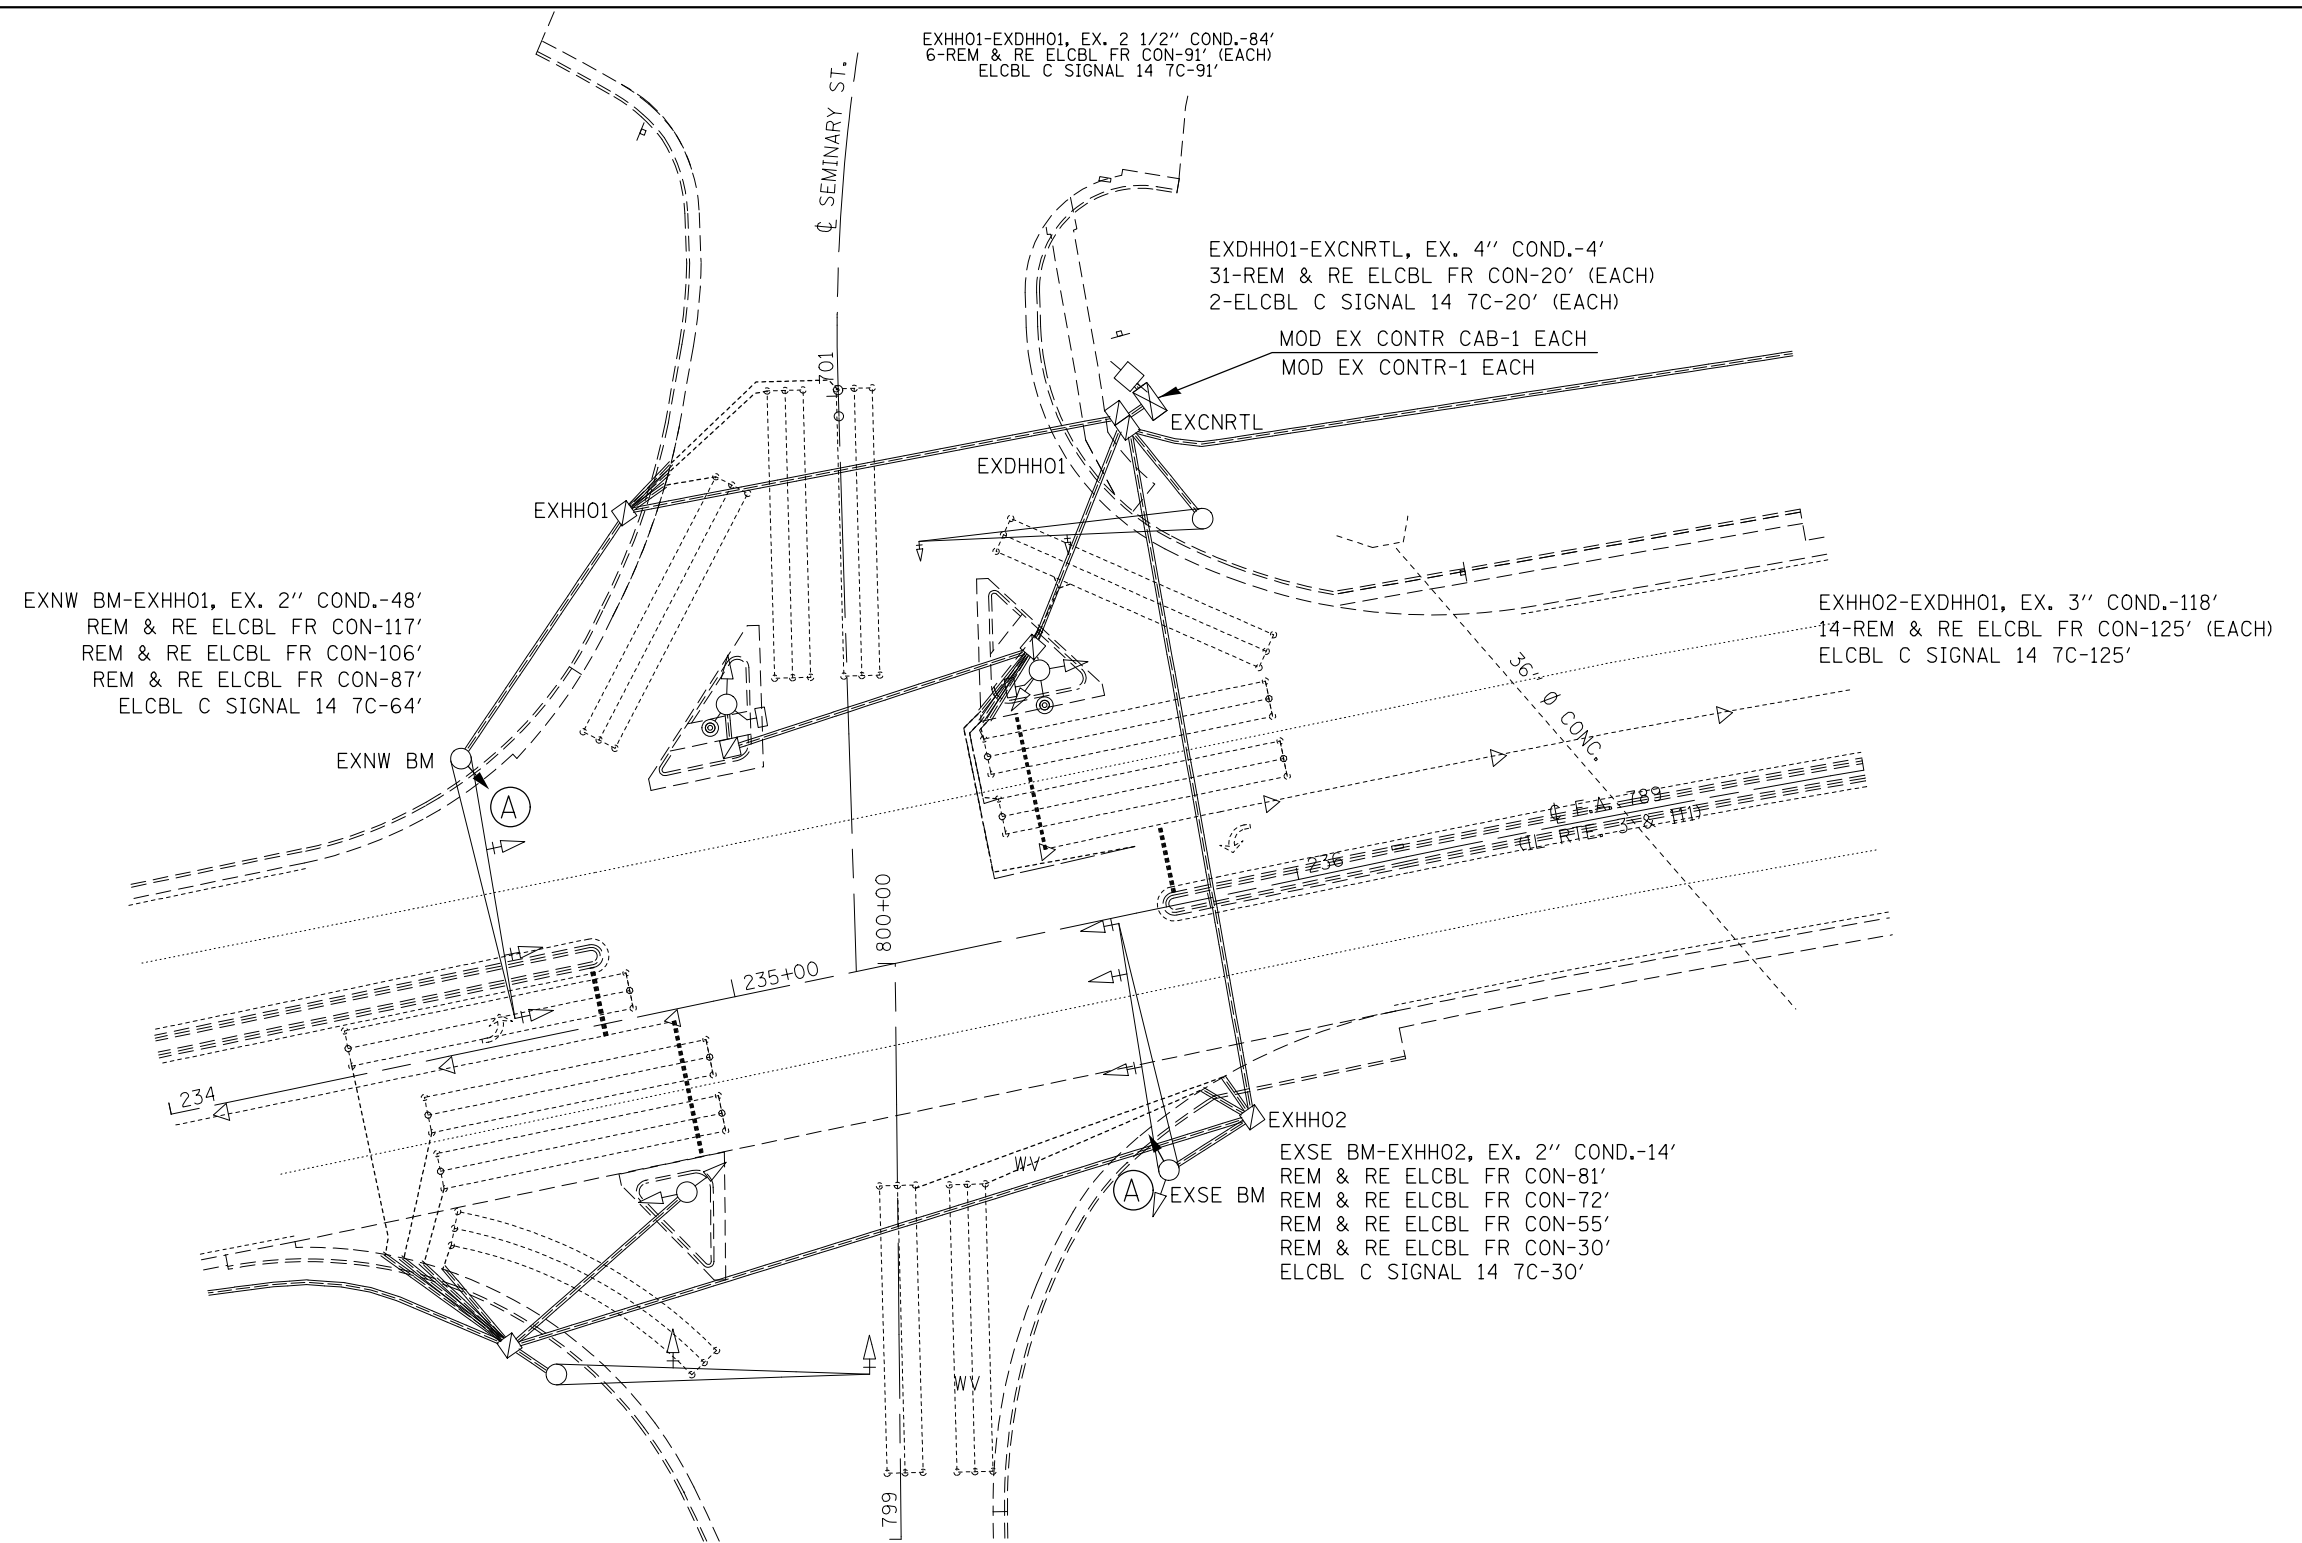 EXHH01-EXDHH01, EX. 2 1/2'' COND.-84'
6-REM & RE ELCBL FR CON-91' (EACH)
ELCBL C SIGNAL 14 7C-91'
℄ SEMINARY ST.
EXDHH01-EXCNRTL, EX. 4'' COND.-4'
31-REM & RE ELCBL FR CON-20' (EACH)
2-ELCBL C SIGNAL 14 7C-20' (EACH)
MOD EX CONTR CAB-1 EACH
MOD EX CONTR-1 EACH
701
EXCNRTL
EXDHH01
EXHH01
EXNW BM-EXHH01, EX. 2'' COND.-48'
REM & RE ELCBL FR CON-117'
REM & RE ELCBL FR CON-106'
REM & RE ELCBL FR CON-87'
ELCBL C SIGNAL 14 7C-64'
EXHH02-EXDHH01, EX. 3'' COND.-118'
14-REM & RE ELCBL FR CON-125' (EACH)
ELCBL C SIGNAL 14 7C-125'
36" Ø CONC.
EXNW BM
A
℄ F.A. 789
(IL RTE. 3 & 111)
236
800+00
235+00
234
EXHH02
EXSE BM-EXHH02, EX. 2'' COND.-14'
REM & RE ELCBL FR CON-81'
REM & RE ELCBL FR CON-72'
REM & RE ELCBL FR CON-55'
REM & RE ELCBL FR CON-30'
ELCBL C SIGNAL 14 7C-30'
WV
A
EXSE BM
WV
799